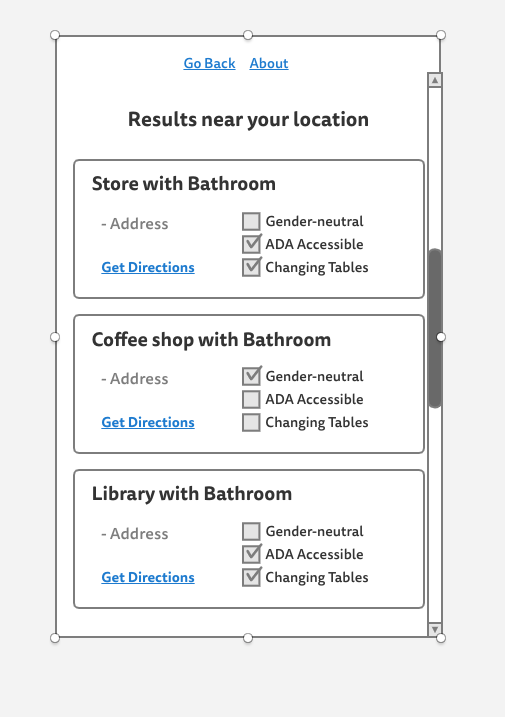 Go Back About
Results near your location
Store with Bathroom
- Address
Gender-neutral
ADA Accessible
Get Directions
Changing Tables
Coffee shop with Bathroom
- Address
Gender-neutral
ADA Accessible
Get Directions
Changing Tables
Library with Bathroom
- Address
Gender-neutral
ADA Accessible
Get Directions
Changing Tables